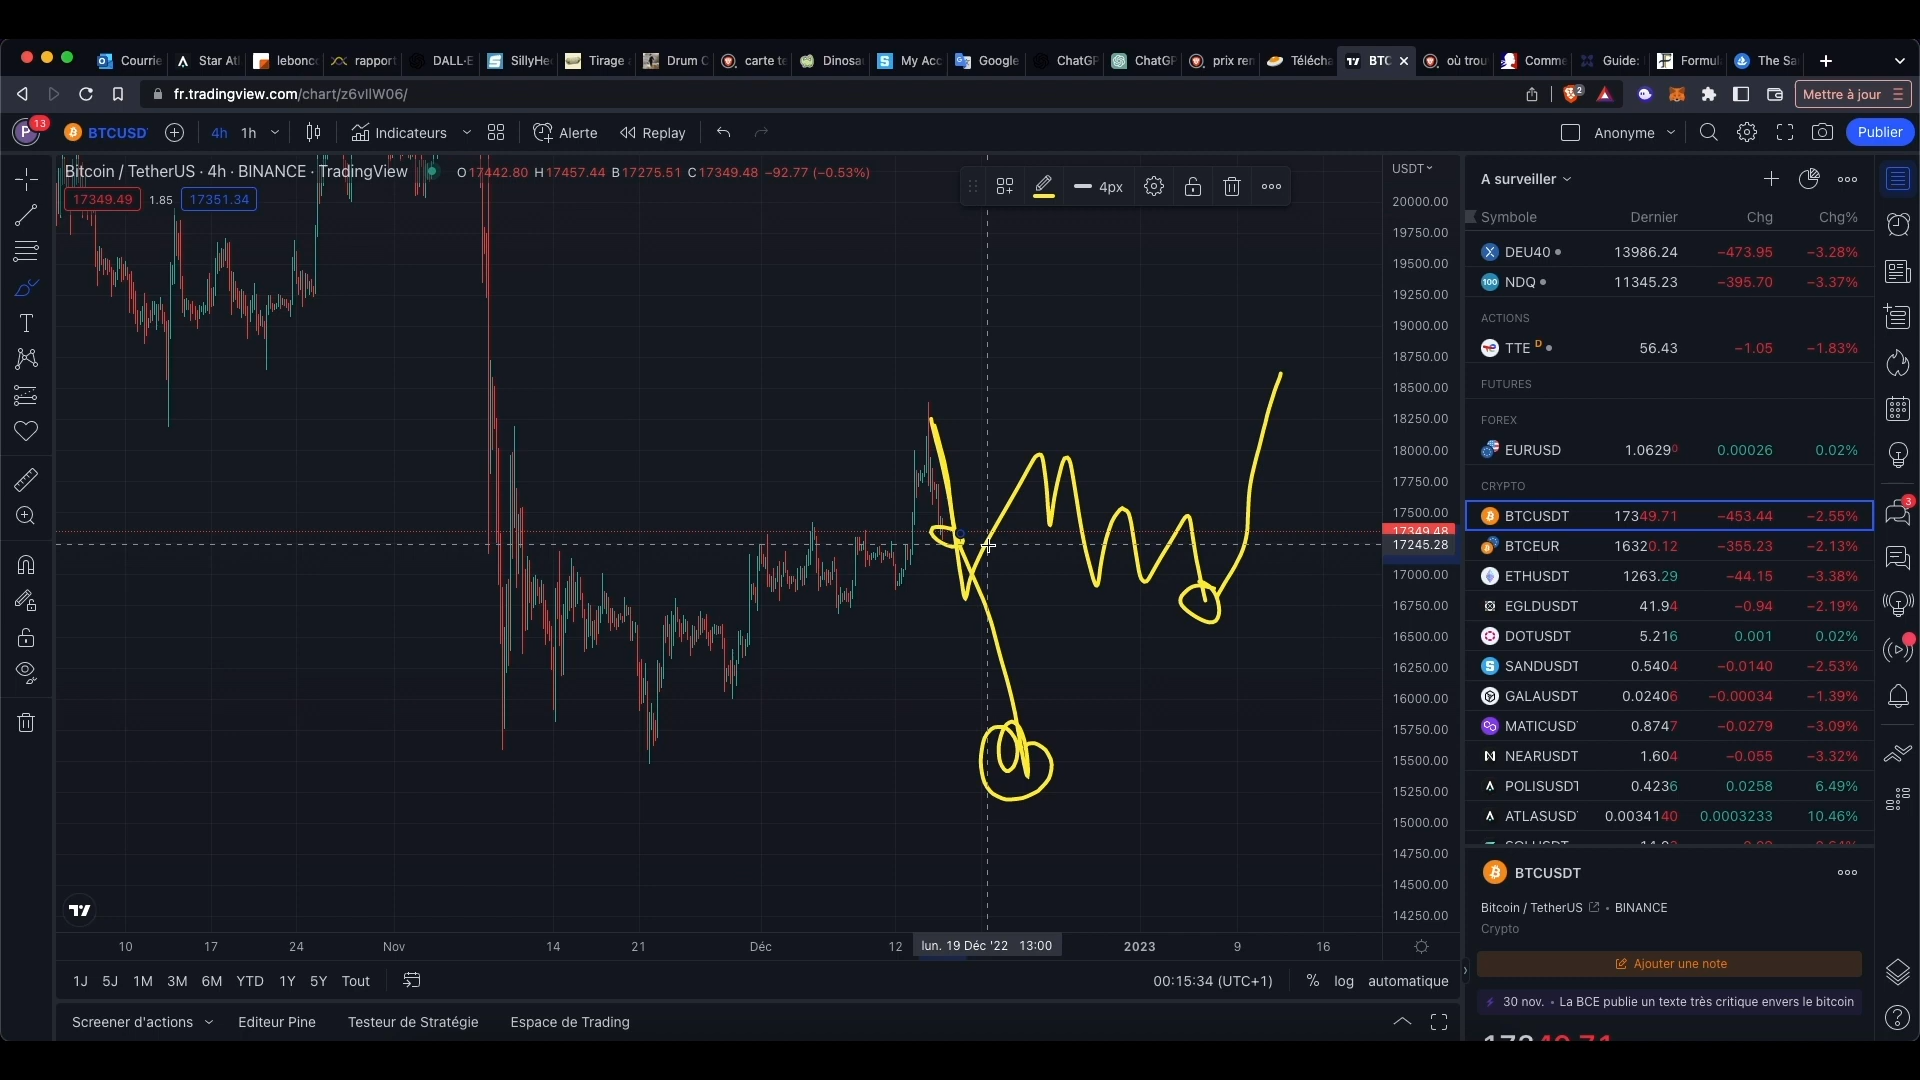 Courrie
Star Atl
lebonc
rapport
DALL·E
SillyHe
Tirage
Drum C
carte te
Dinosa
My Acc
Google
ChatGP
ChatGP
prix ren
Télécha
BTC
où trou
Comme
Guide:
Formul
The Sa
fr.tradingview.com/chart/z6vIlW06/
2
Mettre à jour
P
13
BTCUSD
4h
1h
Indicateurs
Alerte
Replay
Anonyme
Publier
Bitcoin / TetherUS · 4h · BINANCE · TradingView
O17442.80 H17457.44 B17275.51 C17349.48 −92.77 (−0.53%)
17349.49 1.85 17351.34
4px
USDT
20000.00
19750.00
19500.00
19250.00
19000.00
18750.00
18500.00
18250.00
18000.00
17750.00
17500.00
17349.48
17245.28
17000.00
16750.00
16500.00
16250.00
16000.00
15750.00
15500.00
15250.00
15000.00
14750.00
14500.00
14250.00
10 17 24 Nov 14 21 Déc 12 lun. 19 Déc '22 13:00 2023 9 16
1J 5J 1M 3M 6M YTD 1Y 5Y Tout
00:15:34 (UTC+1) % log automatique
Screener d'actions Editeur Pine Testeur de Stratégie Espace de Trading
A surveiller
Symbole Dernier Chg Chg%
DEU40 13986.24 −473.95 −3.28%
100 NDQ 11345.23 −395.70 −3.37%
ACTIONS
TTE D 56.43 −1.05 −1.83%
FUTURES
FOREX
EURUSD 1.06290 0.00026 0.02%
CRYPTO
BTCUSDT 17349.71 −453.44 −2.55%
BTCEUR 16320.12 −355.23 −2.13%
ETHUSDT 1263.29 −44.15 −3.38%
EGLDUSDT 41.94 −0.94 −2.19%
DOTUSDT 5.216 0.001 0.02%
SANDUSDT 0.5404 −0.0140 −2.53%
GALAUSDT 0.02406 −0.00034 −1.39%
MATICUSD 0.8747 −0.0279 −3.09%
NEARUSDT 1.604 −0.055 −3.32%
POLISUSDT 0.4236 0.0258 6.49%
ATLASUSD 0.0034140 0.0003233 10.46%
BTCUSDT
Bitcoin / TetherUS • BINANCE
Crypto
Ajouter une note
30 nov. • La BCE publie un texte très critique envers le bitcoin
3